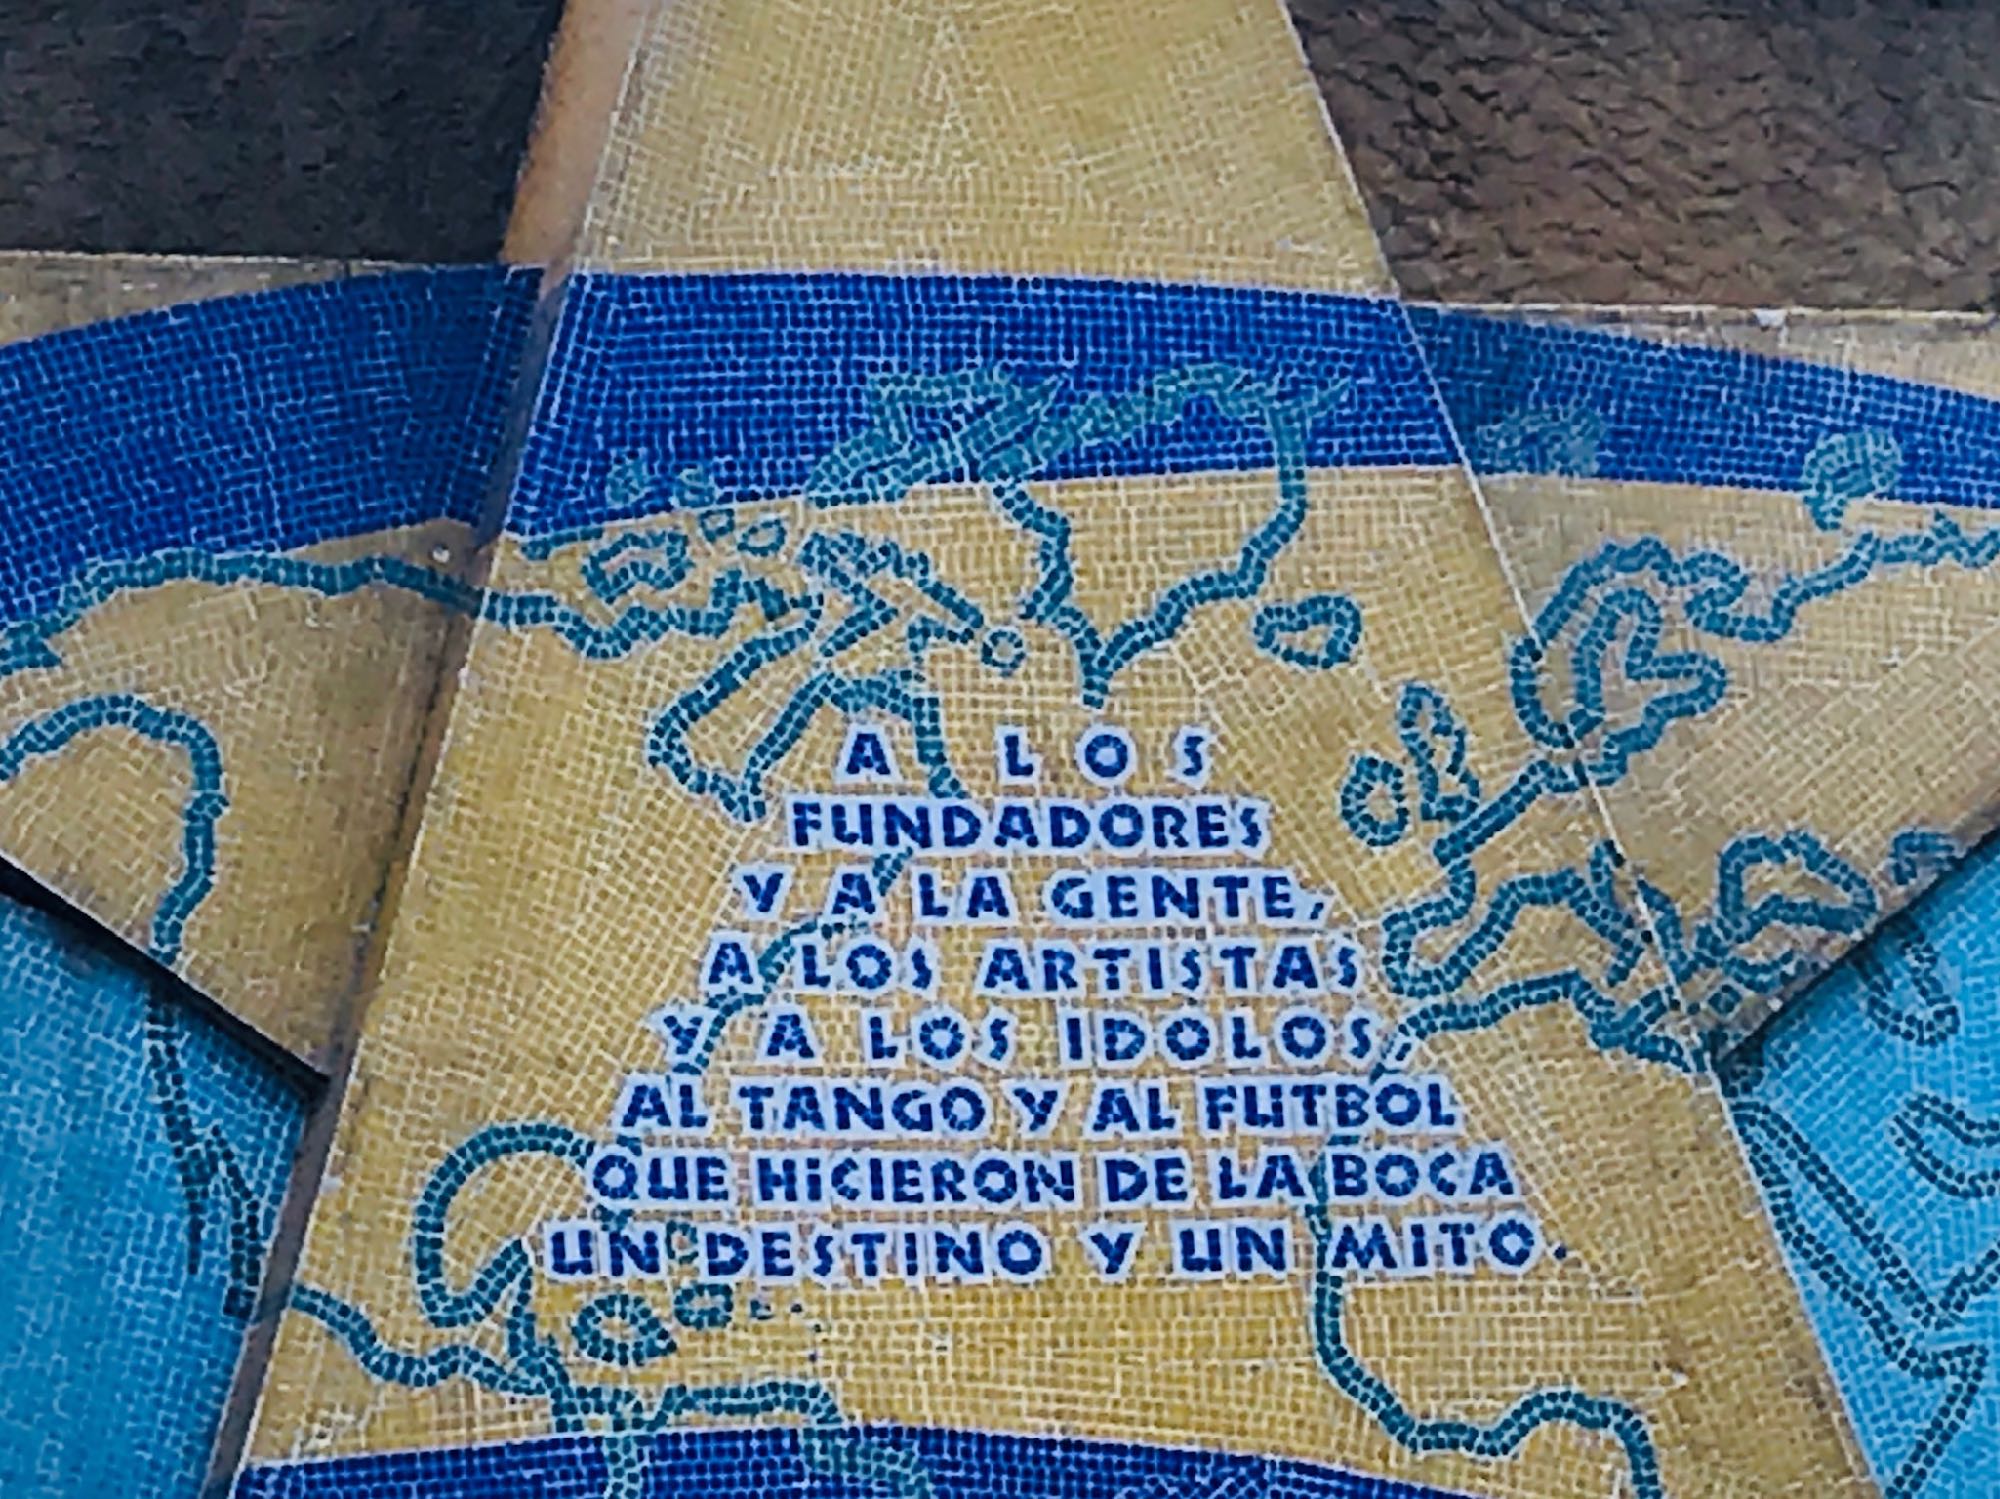 A LOS
FUNDADORES
Y A LA GENTE,
A LOS ARTISTAS
Y A LOS IDOLOS
AL TANGO Y AL FUTBOL
QUE HiCIERON DE LA BOCA
UN DESTINO Y UN MITO.